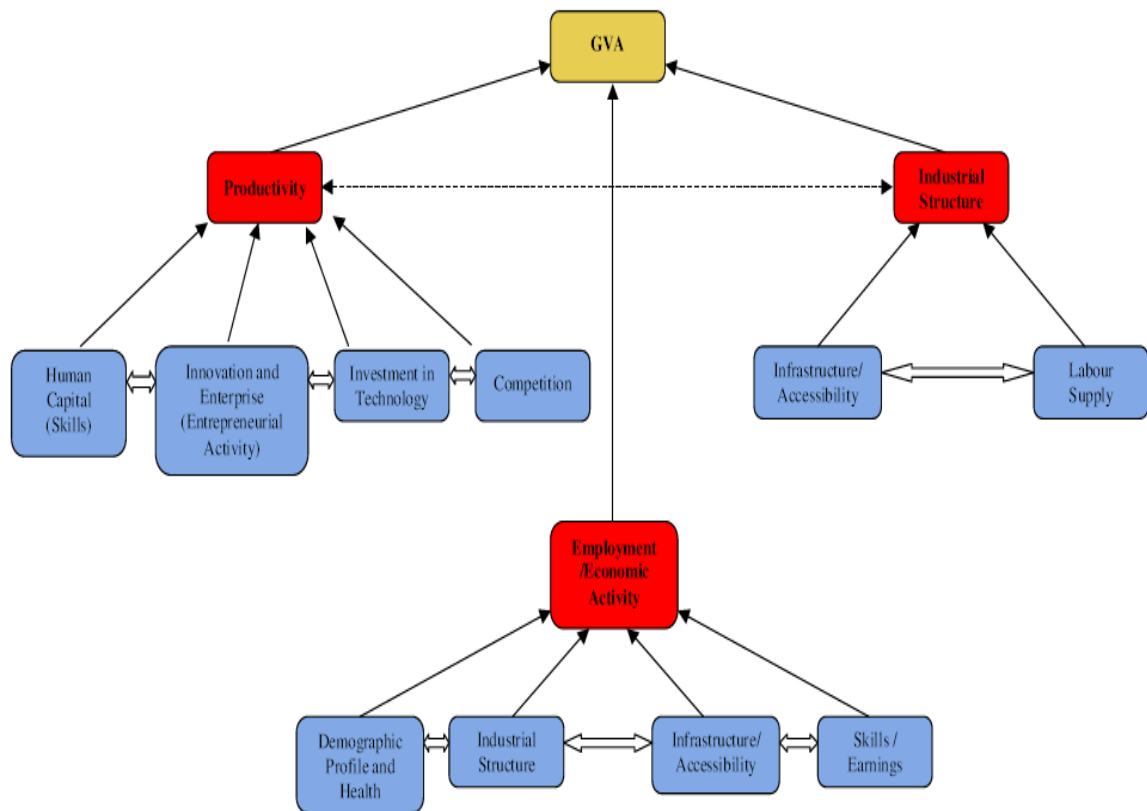 GVA
Productivity
Industrial
Structure
Human
Capital
(Skills)
Innovation and
Enterprise
(Entrepreneurial
Activity)
Investment in
Technology
Competition
Infrastructure/
Accessibility
Labour
Supply
Employment
/Economic
Activity
Demographic
Profile and
Health
Industrial
Structure
Infrastructure/
Accessibility
Skills /
Earnings